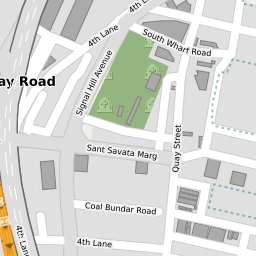 4th Lane
South Wharf Road
Signal Hill Avenue
ay Road
Quay Street
Sant Savata Marg
Coal Bundar Road
4th Lane
4th Lane